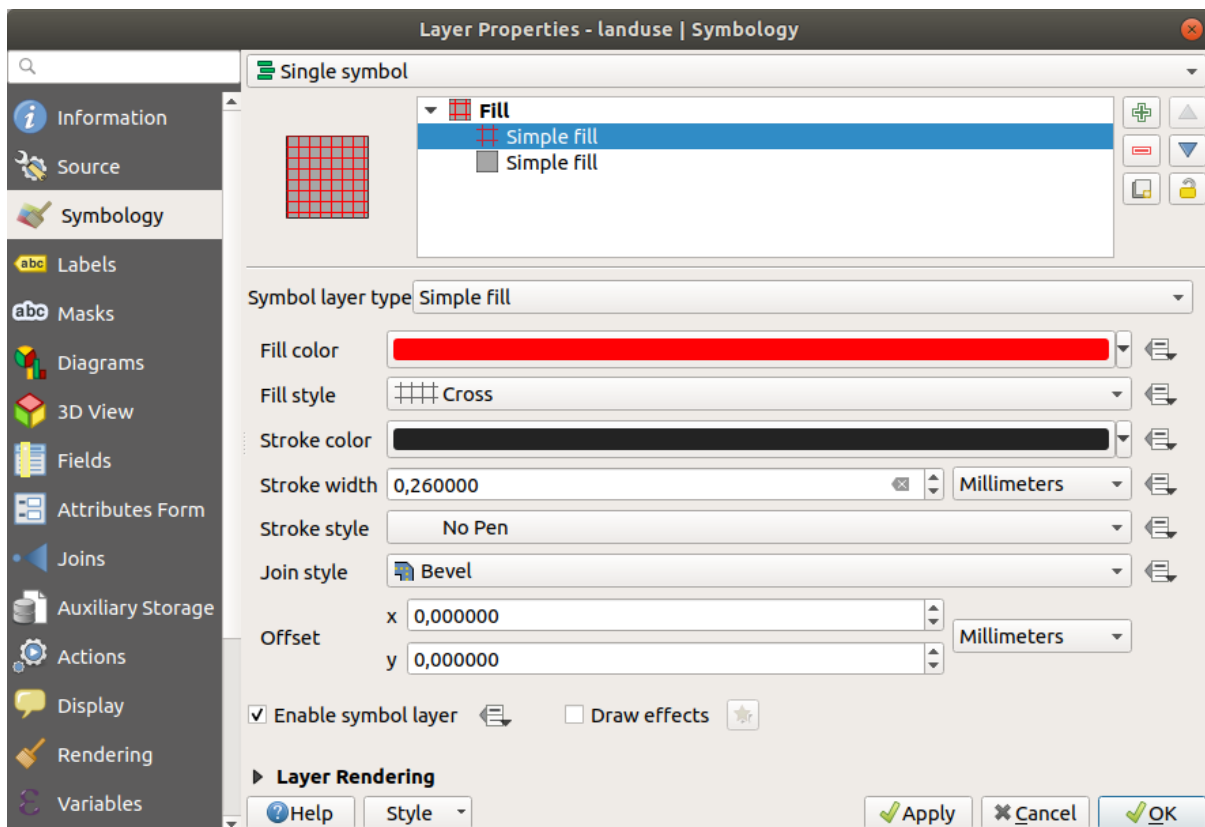 Layer Properties - landuse | Symbology
Information
Source
Symbology
abc Labels
abc Masks
Diagrams
3D View
Fields
Attributes Form
Joins
Auxiliary Storage
Actions
Display
Rendering
Variables
Single symbol
Fill
Simple fill
Simple fill
Symbol layer type Simple fill
Fill color
Fill style Cross
Stroke color
Stroke width 0,260000 Millimeters
Stroke style No Pen
Join style Bevel
Offset x 0,000000 Millimeters
y 0,000000
Enable symbol layer Draw effects
Layer Rendering
Help Style Apply Cancel OK